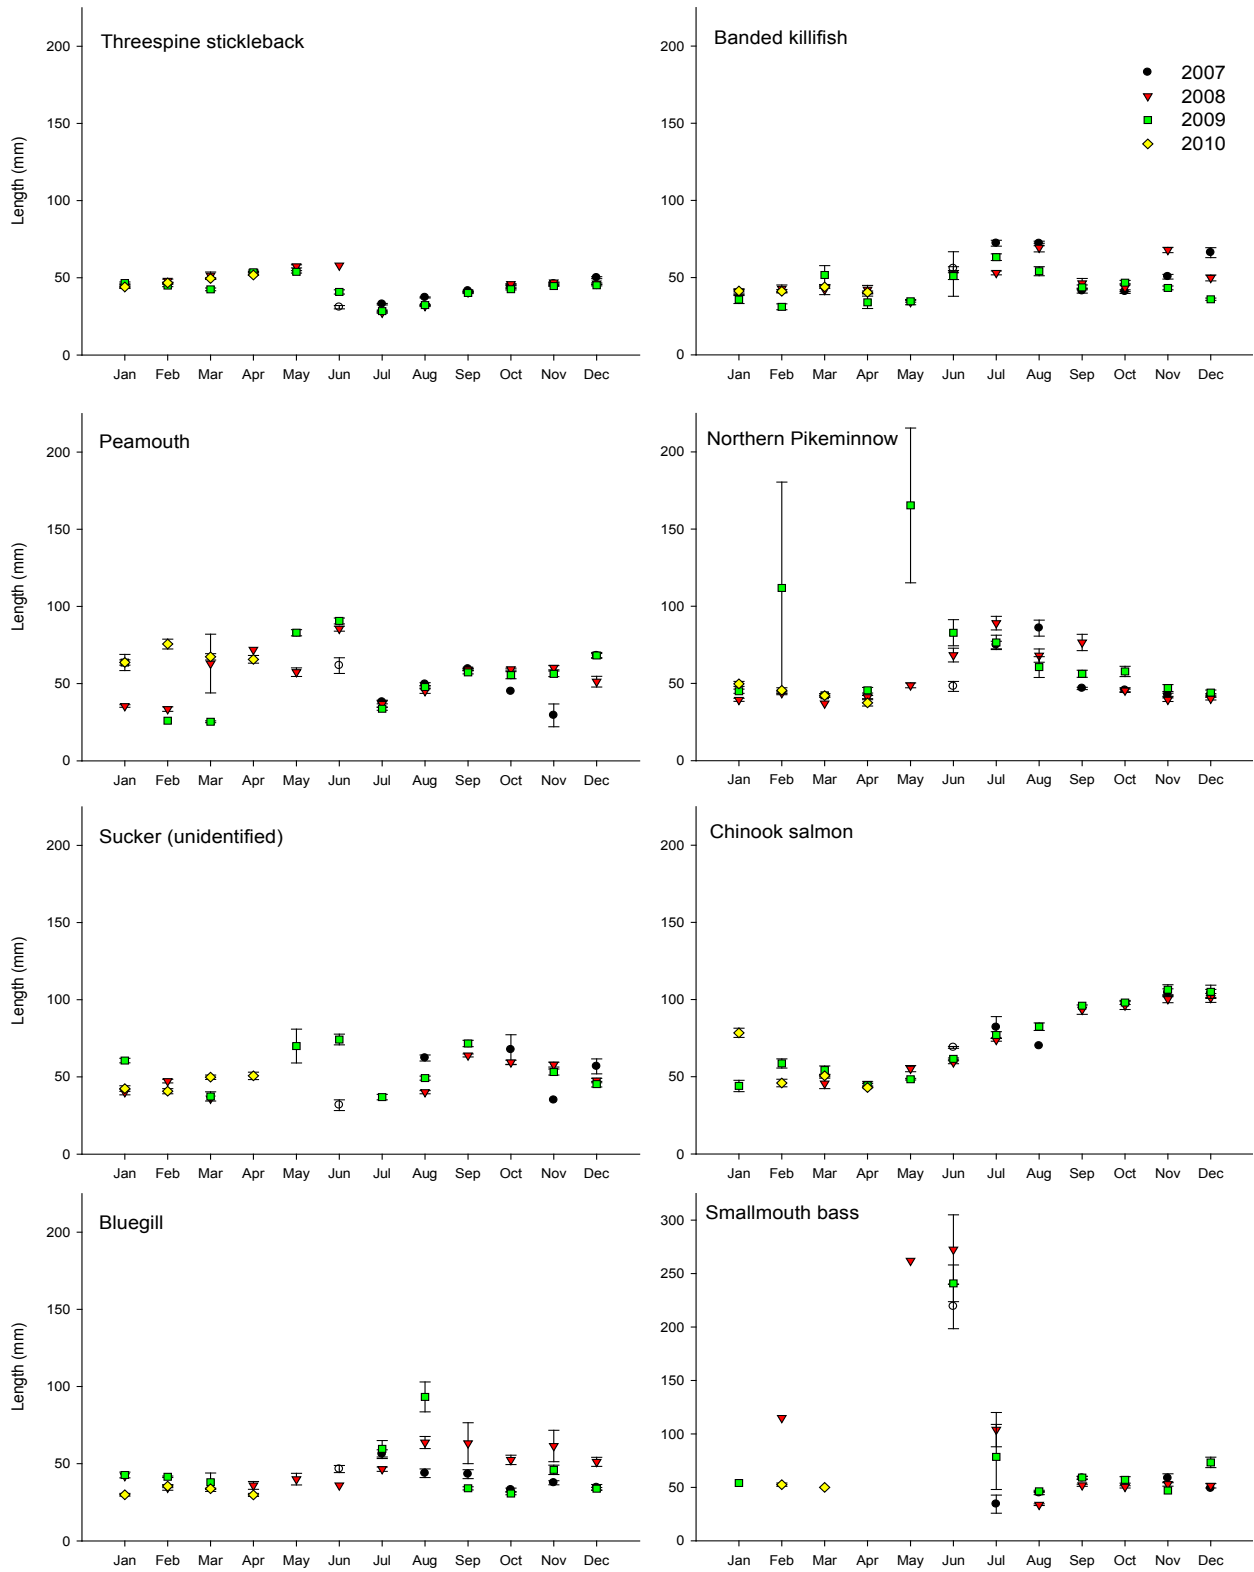 Threespine stickleback
Length (mm)
200
150
100
50
0
Jan Feb Mar Apr May Jun Jul Aug Sep Oct Nov Dec
Banded killifish
2007
2008
2009
2010
200
150
100
50
0
Jan Feb Mar Apr May Jun Jul Aug Sep Oct Nov Dec
Peamouth
Length (mm)
200
150
100
50
0
Jan Feb Mar Apr May Jun Jul Aug Sep Oct Nov Dec
Northern Pikeminnow
200
150
100
50
0
Jan Feb Mar Apr May Jun Jul Aug Sep Oct Nov Dec
Sucker (unidentified)
Length (mm)
200
150
100
50
0
Jan Feb Mar Apr May Jun Jul Aug Sep Oct Nov Dec
Chinook salmon
200
150
100
50
0
Jan Feb Mar Apr May Jun Jul Aug Sep Oct Nov Dec
Bluegill
Length (mm)
200
150
100
50
0
Jan Feb Mar Apr May Jun Jul Aug Sep Oct Nov Dec
Smallmouth bass
300
250
200
150
100
50
0
Jan Feb Mar Apr May Jun Jul Aug Sep Oct Nov Dec